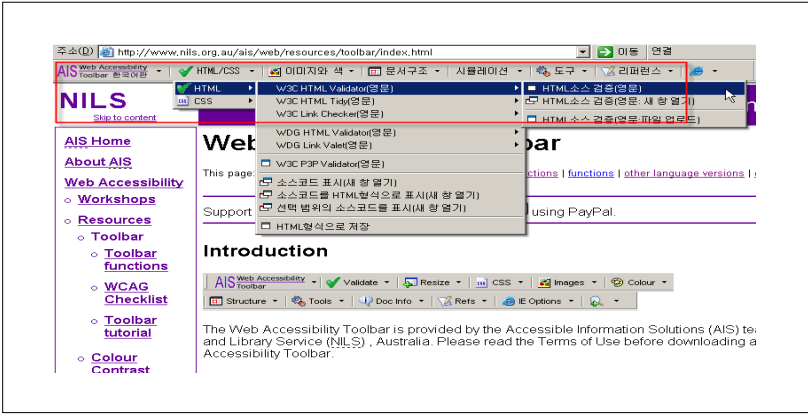 주소(D) http://www.nils.org.au/ais/web/resources/toolbar/index.html 이동 연결
AIS Web Accessibility Toolbar 한국어판 HTML/CSS 이미지와 색 문서구조 시뮬레이션 도구 레퍼런스
HTML W3C HTML Validator(영문) HTML소스 검증(영문)
CSS W3C HTML Tidy(영문) HTML소스 검증(영문: 새 창 열기)
W3C Link Checker(영문) HTML소스 검증(영문:파일 업로드)
WDG HTML Validator(영문)
WDG Link Valet(영문)
W3C P3P Validator(영문)
소스코드 표시(새 창 열기)
소스코드를 HTML형식으로 표시(새 창 열기)
선택 범위의 소스코드를 표시(새 창 열기)
HTML형식으로 저장
NILS
Skip to content
AIS Home
About AIS
Web Accessibility
Workshops
Resources
Toolbar
Toolbar functions
WCAG Checklist
Toolbar tutorial
Colour Contrast
Web bar
This page: ctions | functions | other language versions |
Support using PayPal.
Introduction
AIS Web Accessibility Toolbar Validate Resize CSS Images Colour
Structure Tools Doc Info Refs IE Options
The Web Accessibility Toolbar is provided by the Accessible Information Solutions (AIS) te
and Library Service (NILS) , Australia. Please read the Terms of Use before downloading a
Accessibility Toolbar.